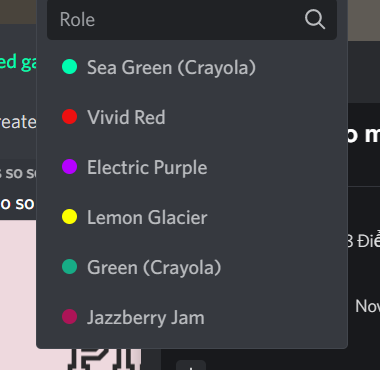 Role
ed ga
Sea Green (Crayola)
reate
Vivid Red
o m
s so so
Electric Purple
o so
Lemon Glacier
3 Điể
Green (Crayola)
Nov
Jazzberry Jam